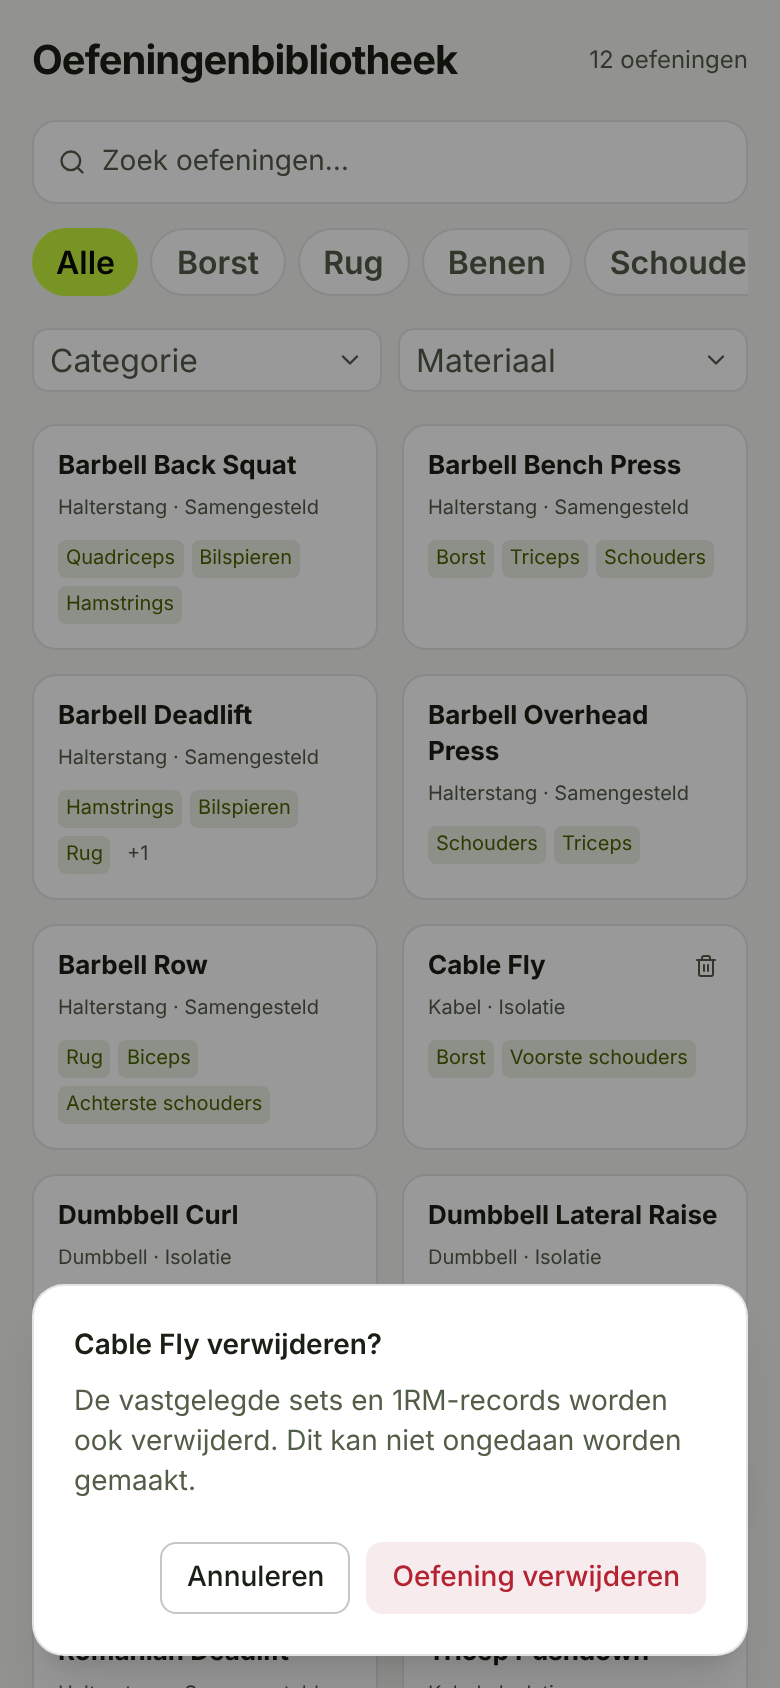 Oefeningenbibliotheek
12 oefeningen
Zoek oefeningen...
Alle
Borst
Rug
Benen
Schoude
Categorie
Materiaal
Barbell Back Squat
Halterstang · Samengesteld
Quadriceps
Bilspieren
Hamstrings
Barbell Bench Press
Halterstang · Samengesteld
Borst
Triceps
Schouders
Barbell Deadlift
Halterstang · Samengesteld
Hamstrings
Bilspieren
Rug
+1
Barbell Overhead
Press
Halterstang · Samengesteld
Schouders
Triceps
Barbell Row
Halterstang · Samengesteld
Rug
Biceps
Achterste schouders
Cable Fly
Kabel · Isolatie
Borst
Voorste schouders
Dumbbell Curl
Dumbbell · Isolatie
Dumbbell Lateral Raise
Dumbbell · Isolatie
Cable Fly verwijderen?
De vastgelegde sets en 1RM-records worden
ook verwijderd. Dit kan niet ongedaan worden
gemaakt.
Annuleren
Oefening verwijderen
Romanian Deadlift